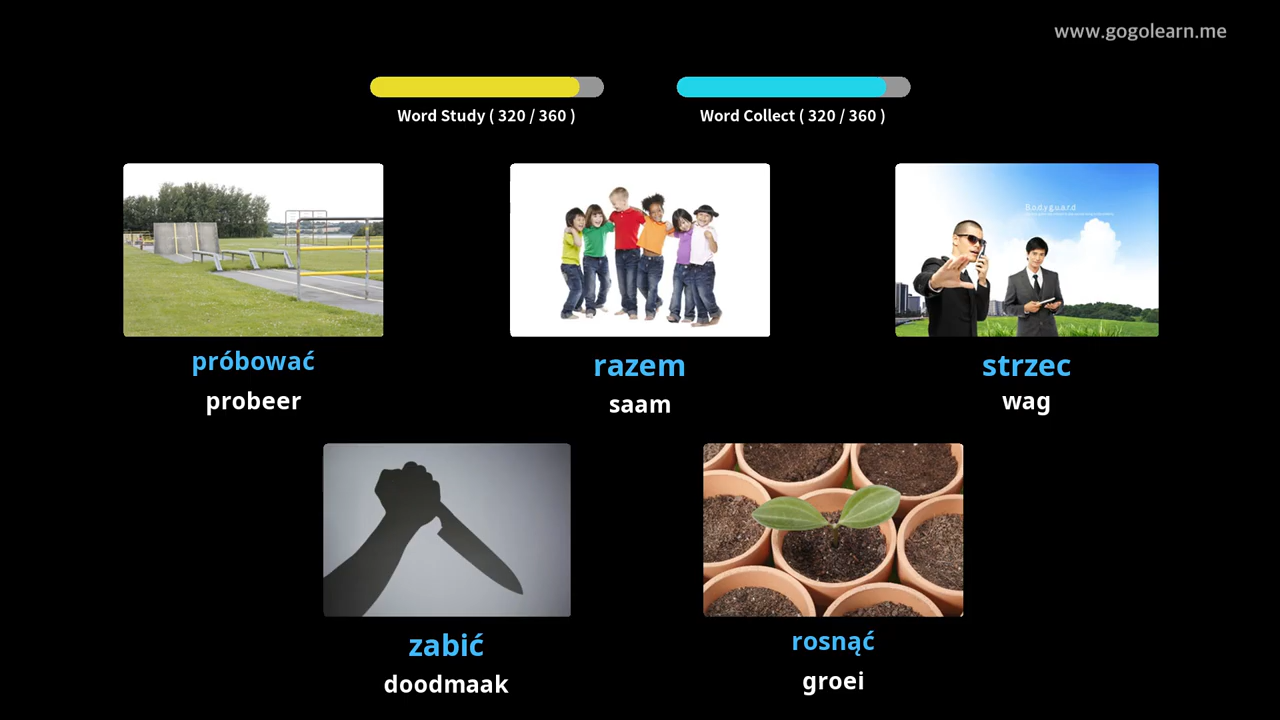 www.gogolearn.me
Word Study ( 320 / 360 )
Word Collect ( 320 / 360 )
Bodyguard
próbować
probeer
razem
saam
strzec
wag
zabić
doodmaak
rosnąć
groei